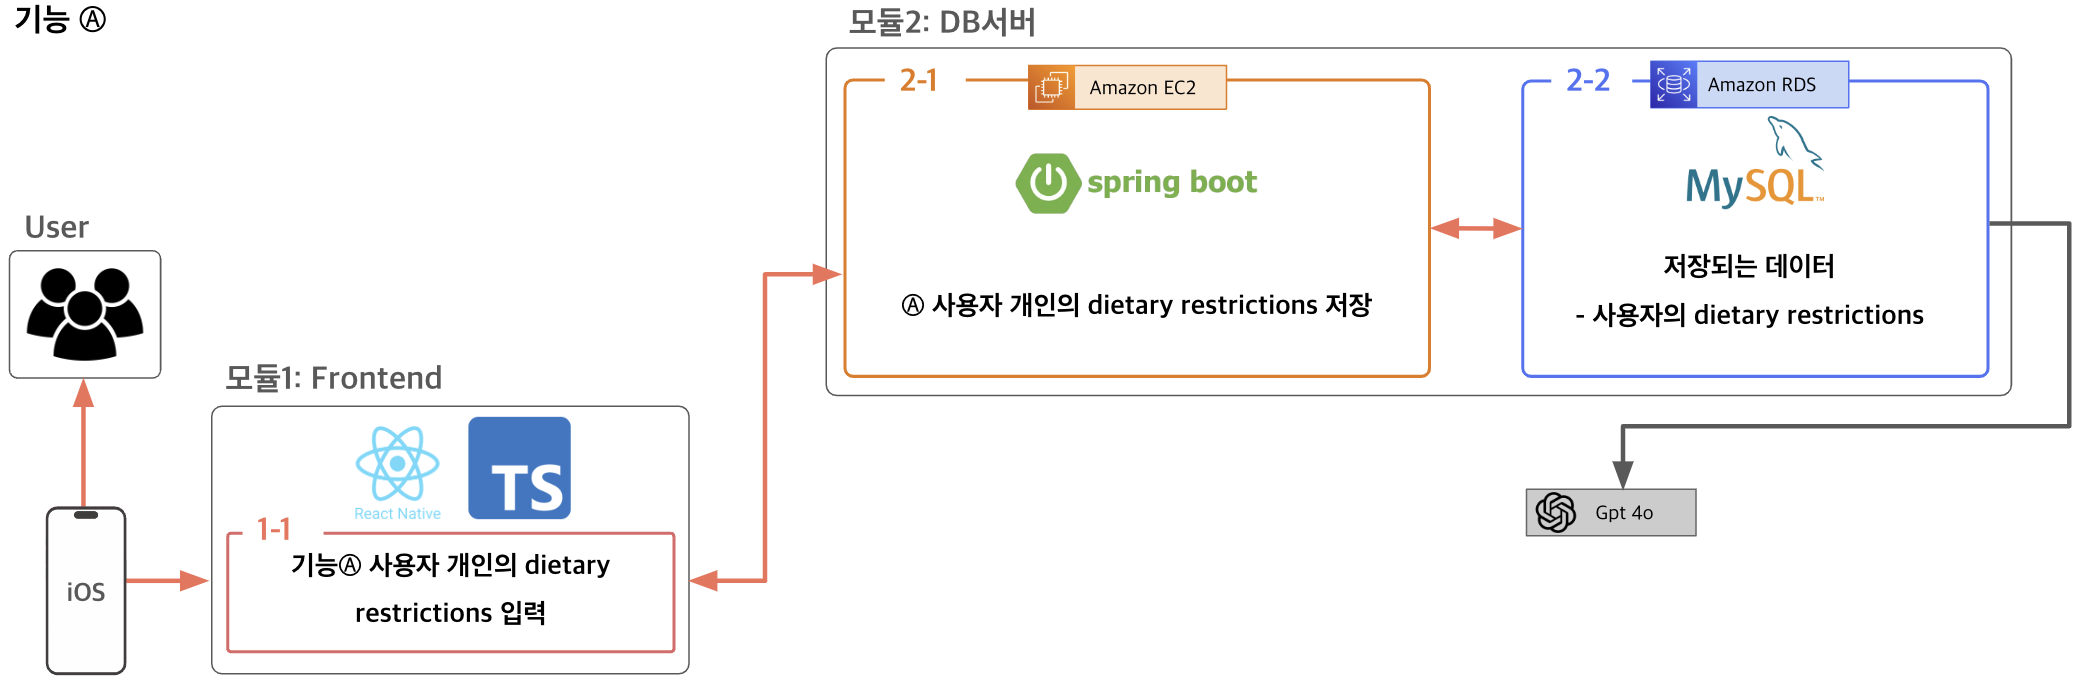 기능 Ⓐ
모듈2: DB서버
2-1
Amazon EC2
spring boot
Ⓐ 사용자 개인의 dietary restrictions 저장
2-2
Amazon RDS
MySQL™
저장되는 데이터
- 사용자의 dietary restrictions
User
iOS
모듈1: Frontend
React Native
TS
1-1
기능Ⓐ 사용자 개인의 dietary
restrictions 입력
Gpt 4o